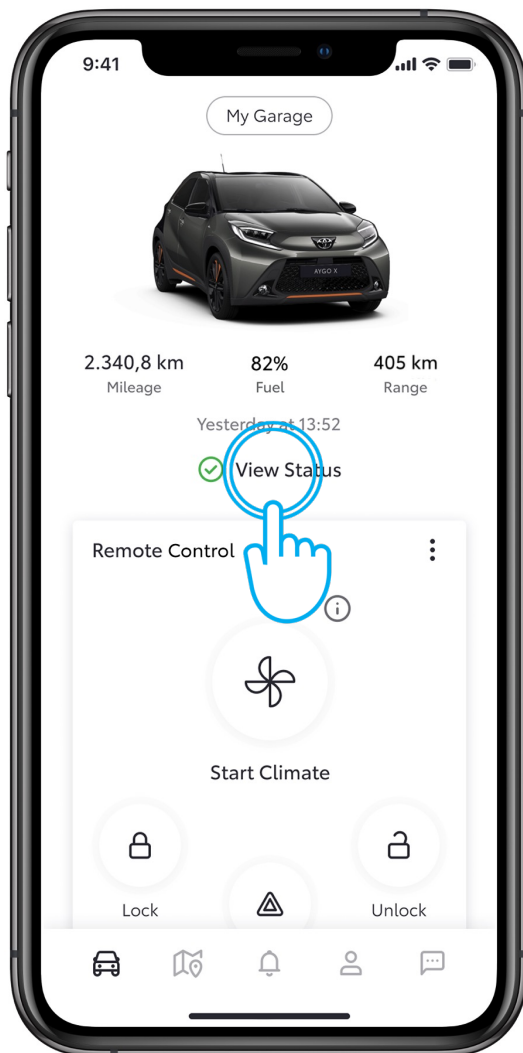 9:41
My Garage
AYGO X
2.340,8 km 82% 405 km
Mileage Fuel Range
Yesterday at 13:52
View Status
Remote Control
Start Climate
Lock Unlock